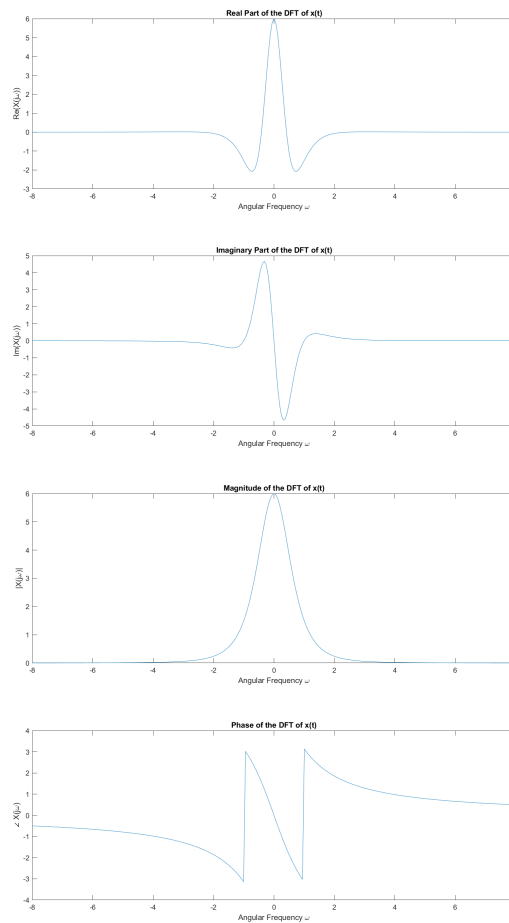 Real Part of the DFT of x(t)
6
5
4
3
2
1
0
-1
-2
-3
Re(X(jω))
-8 -6 -4 -2 0 2 4 6
Angular Frequency ω
Imaginary Part of the DFT of x(t)
5
4
3
2
1
0
-1
-2
-3
-4
-5
Im(X(jω))
-8 -6 -4 -2 0 2 4 6
Angular Frequency ω
Magnitude of the DFT of x(t)
6
5
4
3
2
1
0
|X(jω)|
-8 -6 -4 -2 0 2 4 6
Angular Frequency ω
Phase of the DFT of x(t)
4
3
2
1
0
-1
-2
-3
-4
∠ X(jω)
-8 -6 -4 -2 0 2 4 6
Angular Frequency ω